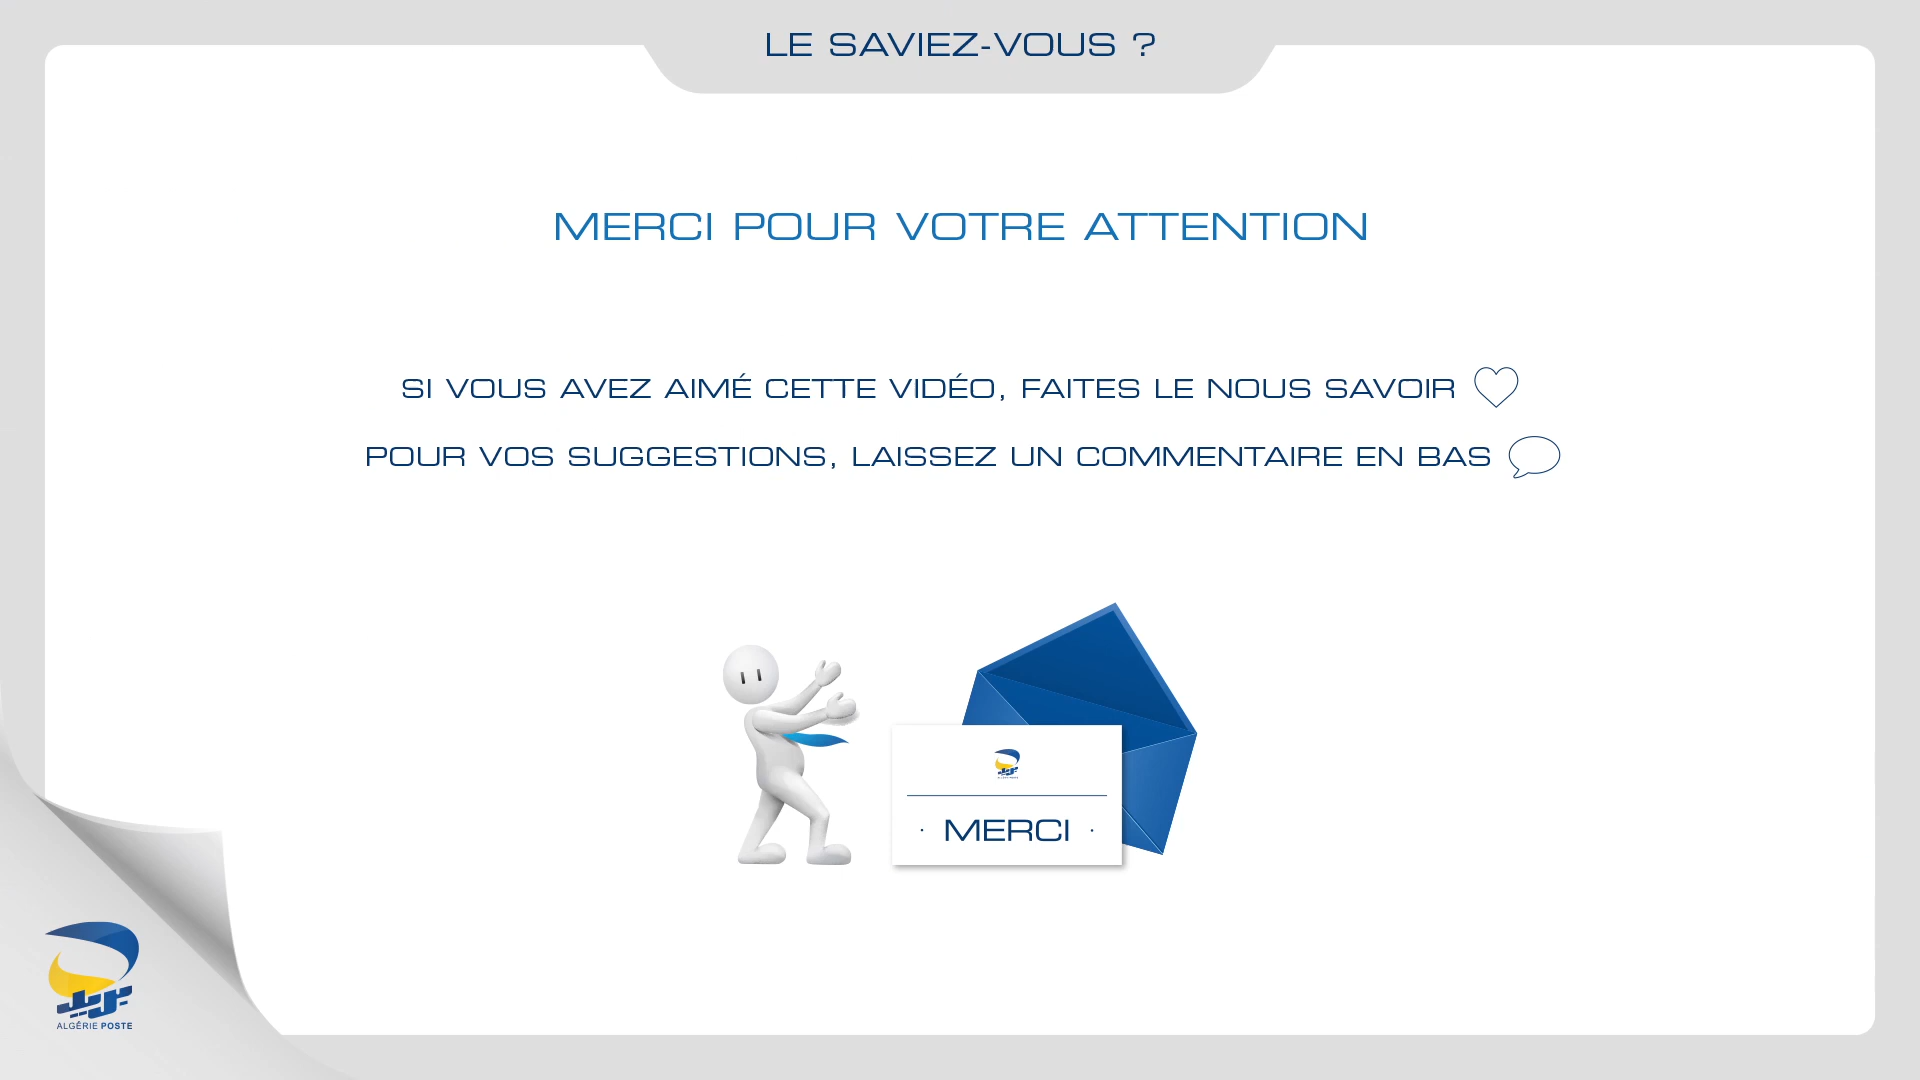 LE SAVIEZ-VOUS ?
MERCI POUR VOTRE ATTENTION
SI VOUS AVEZ AIMÉ CETTE VIDÉO, FAITES LE NOUS SAVOIR
POUR VOS SUGGESTIONS, LAISSEZ UN COMMENTAIRE EN BAS
· MERCI ·
بريد
ALGÉRIE POSTE